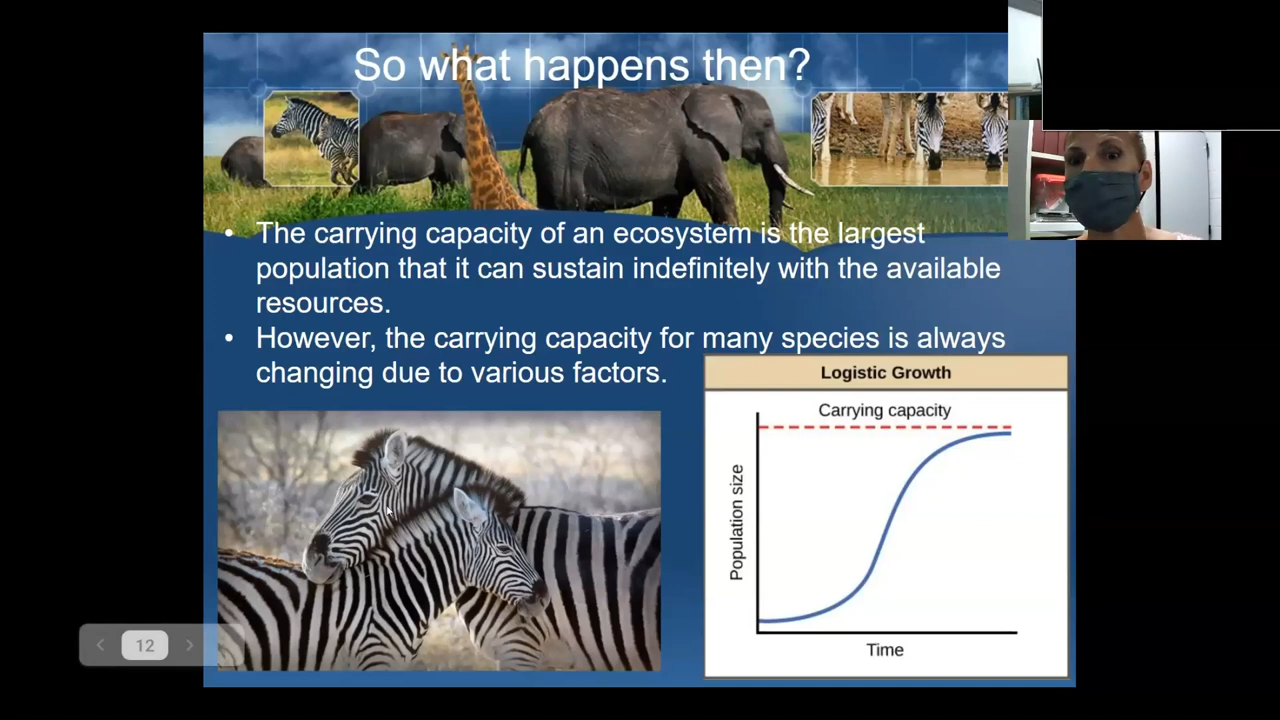 So what happens then?
• The carrying capacity of an ecosystem is the largest
population that it can sustain indefinitely with the available
resources.
• However, the carrying capacity for many species is always
changing due to various factors.
Logistic Growth
Carrying capacity
Population size
Time
12